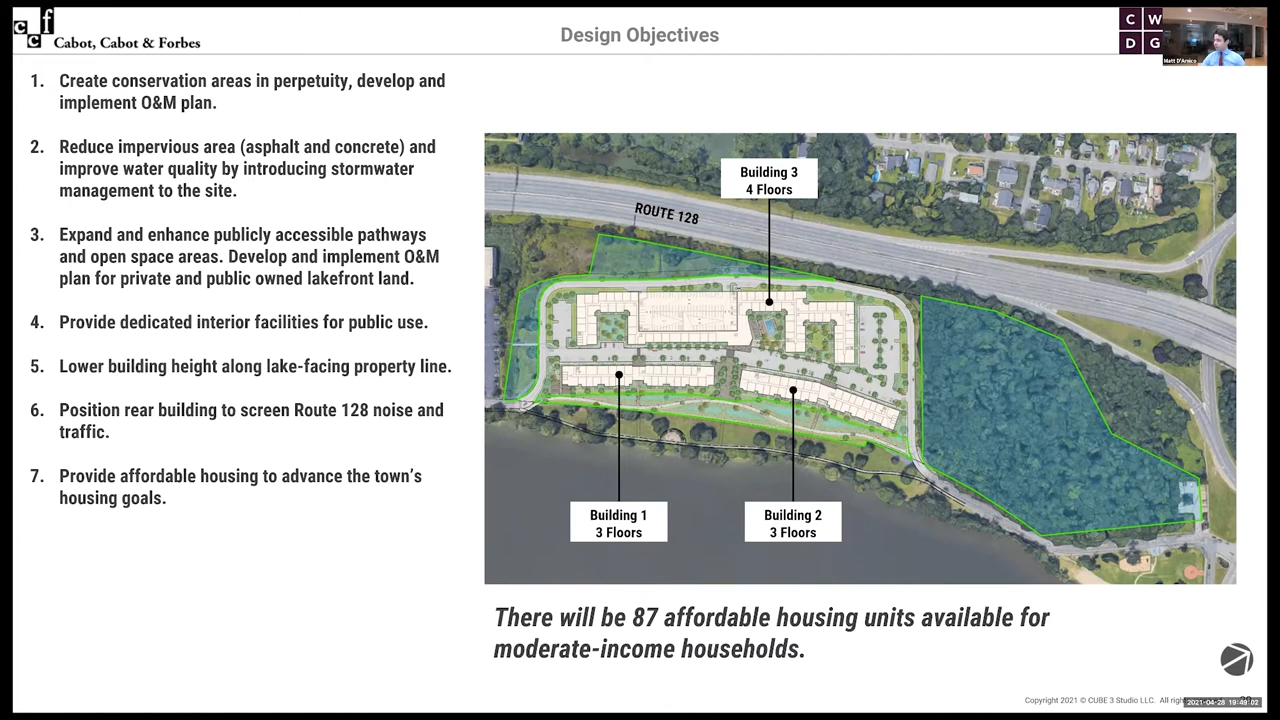 c f
c c
Cabot, Cabot & Forbes
Design Objectives
C W
D G
Matt D'Amico
1. Create conservation areas in perpetuity, develop and
implement O&M plan.
2. Reduce impervious area (asphalt and concrete) and
improve water quality by introducing stormwater
management to the site.
3. Expand and enhance publicly accessible pathways
and open space areas. Develop and implement O&M
plan for private and public owned lakefront land.
4. Provide dedicated interior facilities for public use.
5. Lower building height along lake-facing property line.
6. Position rear building to screen Route 128 noise and
traffic.
7. Provide affordable housing to advance the town's
housing goals.
Building 3
4 Floors
ROUTE 128
Building 1
3 Floors
Building 2
3 Floors
There will be 87 affordable housing units available for
moderate-income households.
Copyright 2021 © CUBE 3 Studio LLC. All
2021-04-28 19:49:02